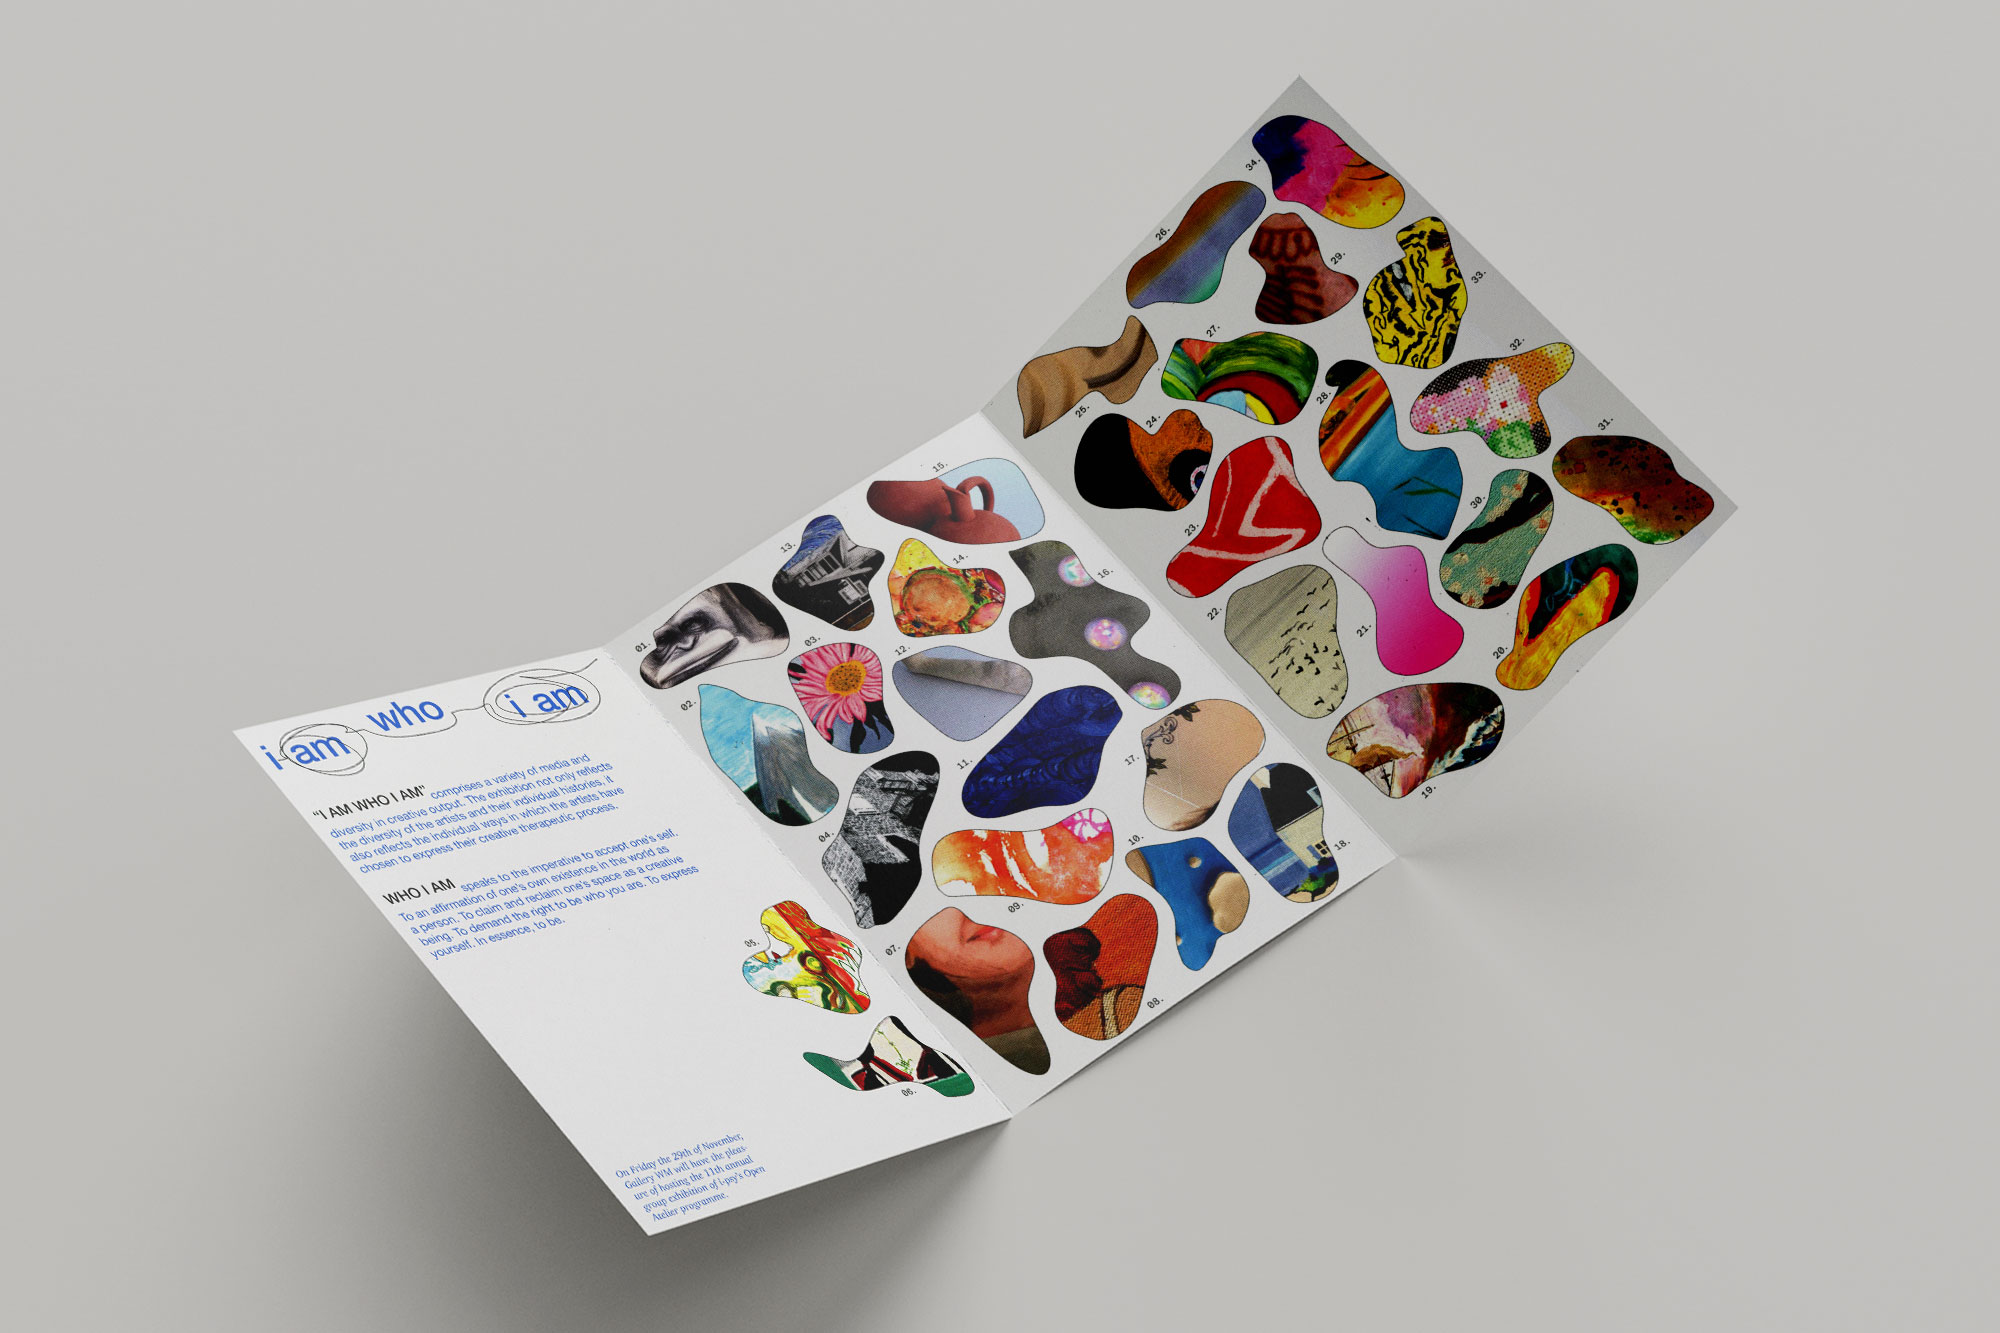 i am who i am
“I AM WHO I AM” comprises a variety of media and
diversity in creative output. The exhibition not only reflects
the diversity of the artists and their individual histories, it
also reflects the individual ways in which the artists have
chosen to express their creative therapeutic process.
WHO I AM speaks to the imperative to accept one's self.
To an affirmation of one's own existence in the world as
a person. To claim and reclaim one's space as a creative
being. To demand the right to be who you are. To express
yourself. In essence, to be.
05.
06.
On Friday the 29th of November,
Gallery WM will have the pleas-
ure of hosting the 11th annual
group exhibition of i-psy's Open
Atelier programme.
01.
02.
03.
04.
07.
08.
09.
10.
11.
12.
13.
14.
15.
16.
17.
18.
19.
20.
21.
22.
23.
24.
25.
26.
27.
28.
29.
30.
31.
32.
33.
34.